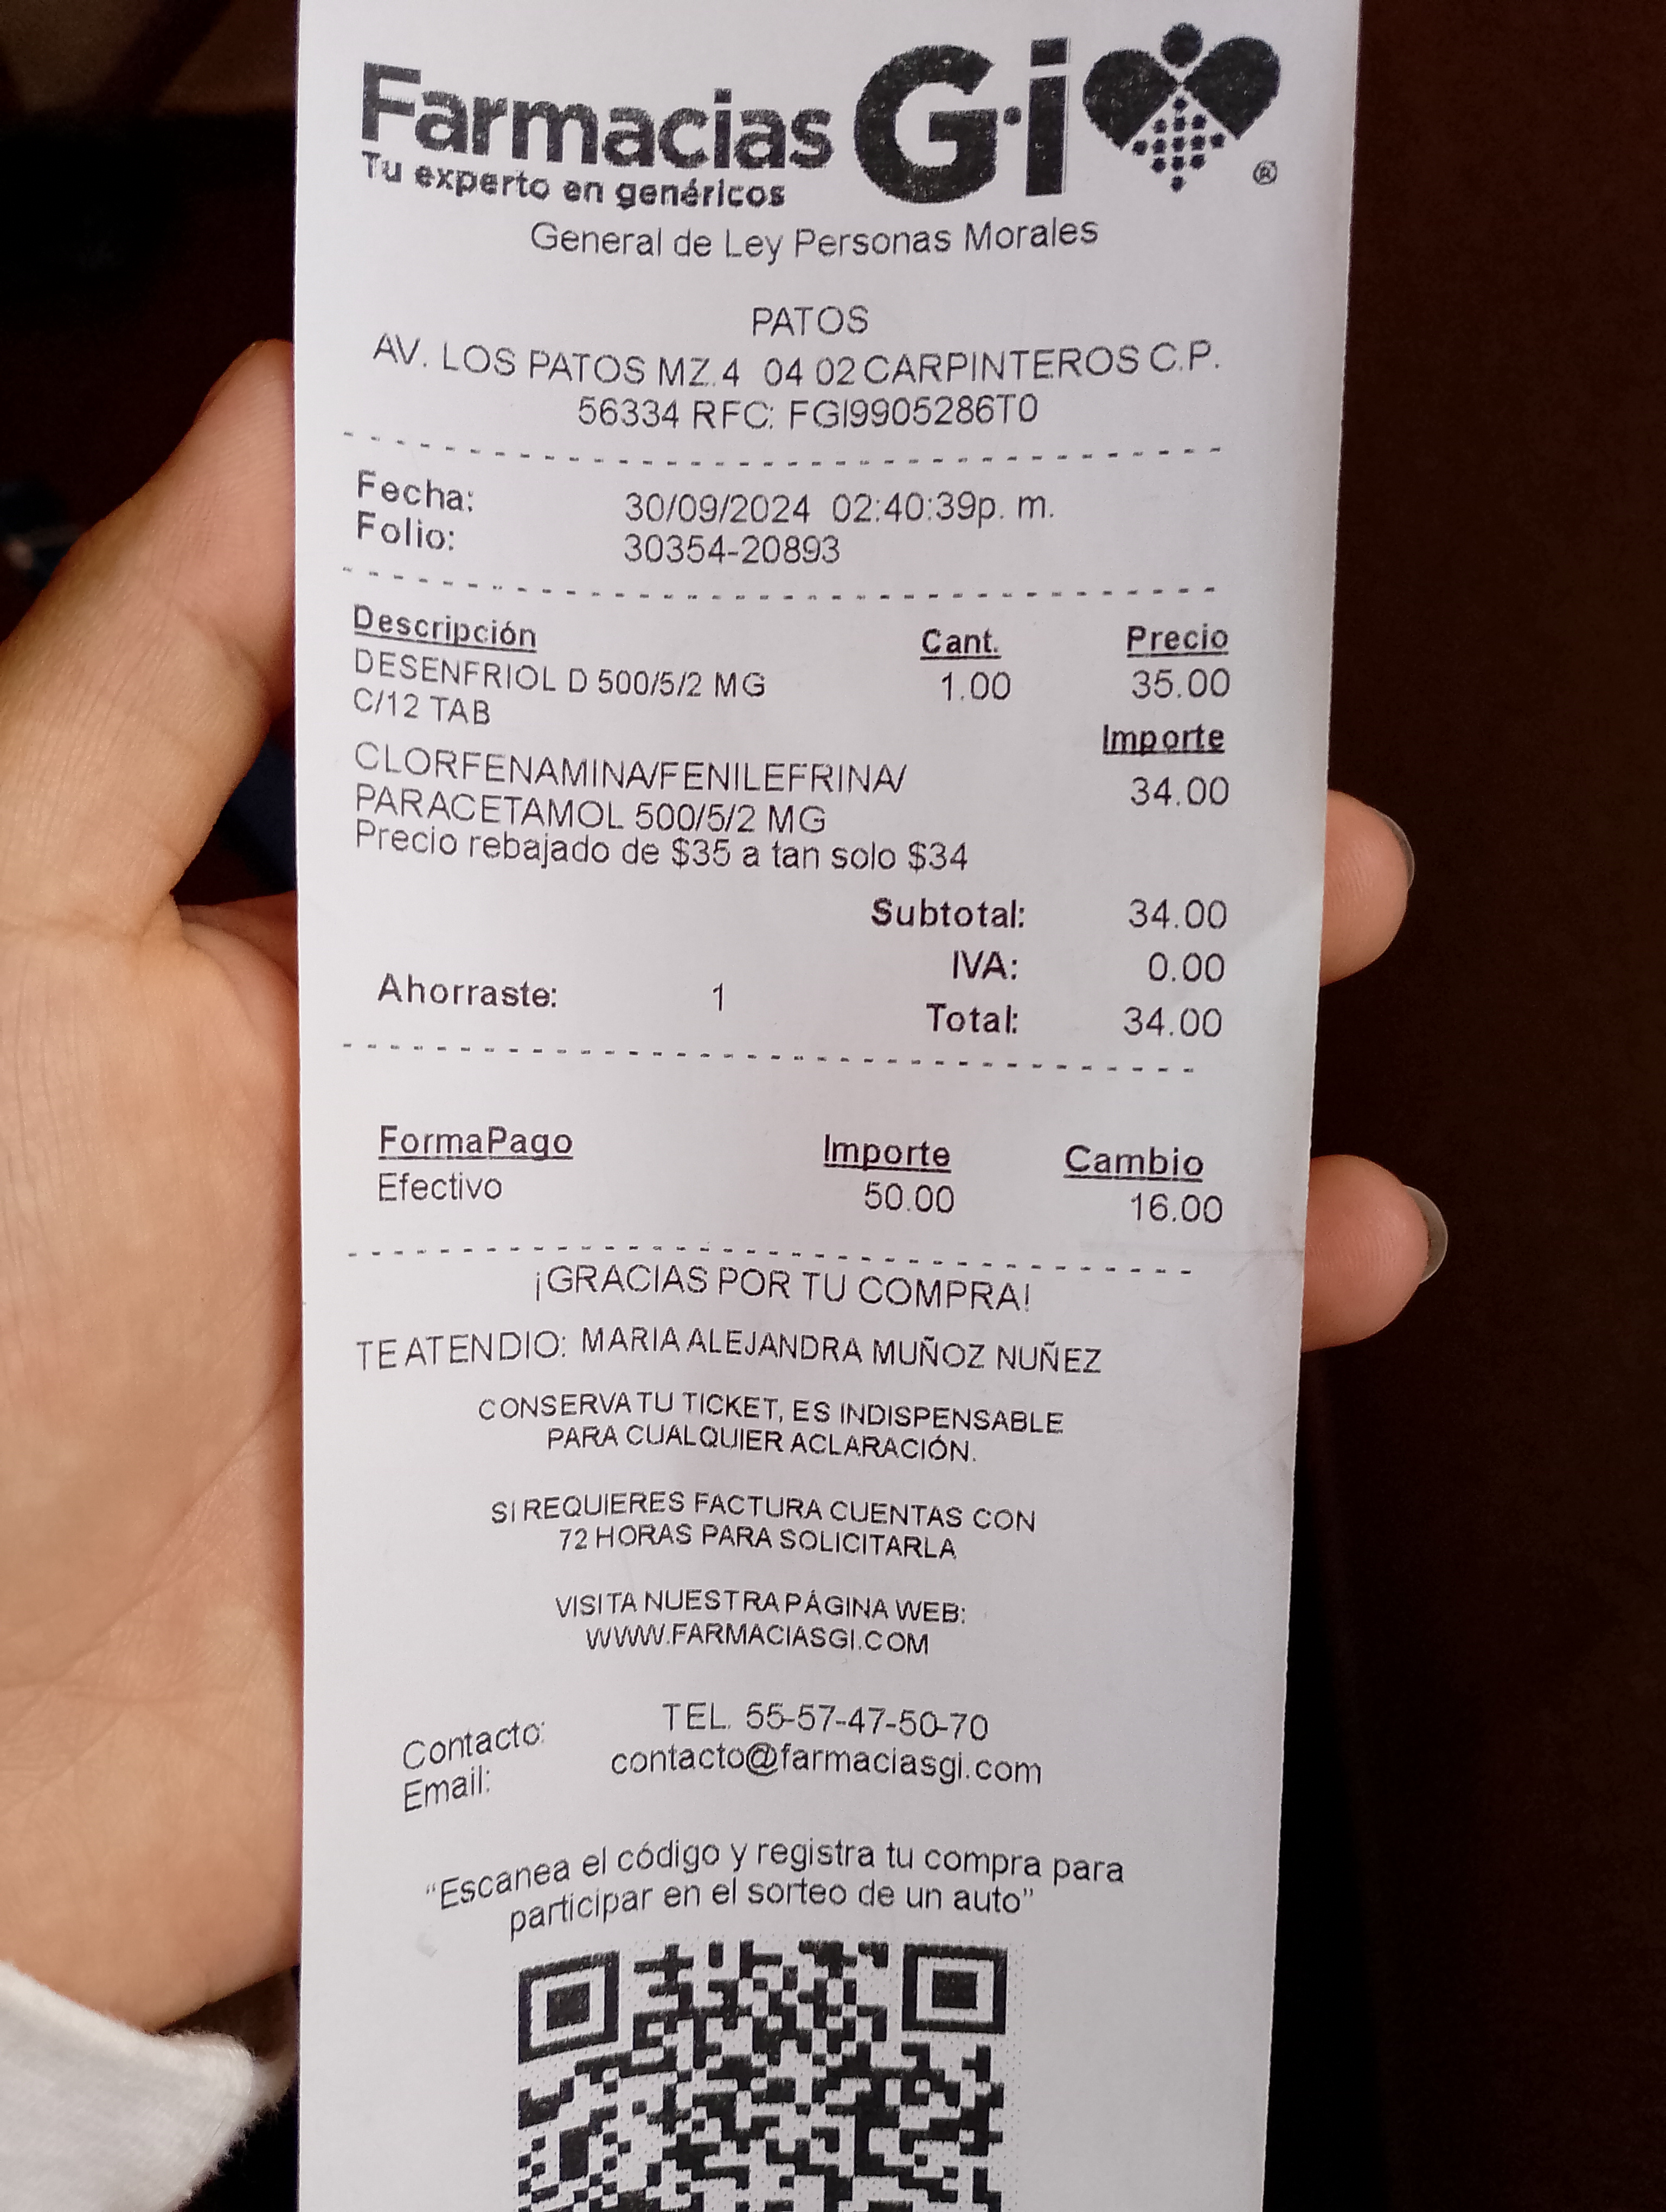 Farmacias G·i ®
Tu experto en genéricos
General de Ley Personas Morales
PATOS
AV. LOS PATOS MZ.4 04 02 CARPINTEROS C.P.
56334 RFC: FGI9905286T0
Fecha: 30/09/2024 02:40:39p. m.
Folio: 30354-20893
Descripción Cant. Precio
DESENFRIOL D 500/5/2 MG 1.00 35.00
C/12 TAB
Importe
CLORFENAMINA/FENILEFRINA/ 34.00
PARACETAMOL 500/5/2 MG
Precio rebajado de $35 a tan solo $34
Subtotal: 34.00
IVA: 0.00
Ahorraste: 1
Total: 34.00
FormaPago Importe Cambio
Efectivo 50.00 16.00
¡GRACIAS POR TU COMPRA!
TE ATENDIO: MARIA ALEJANDRA MUÑOZ NUÑEZ
CONSERVA TU TICKET, ES INDISPENSABLE
PARA CUALQUIER ACLARACIÓN.
SI REQUIERES FACTURA CUENTAS CON
72 HORAS PARA SOLICITARLA
VISITA NUESTRA PÁGINA WEB:
WWW.FARMACIASGI.COM
Contacto: TEL. 55-57-47-50-70
Email: contacto@farmaciasgi.com
"Escanea el código y registra tu compra para
participar en el sorteo de un auto"